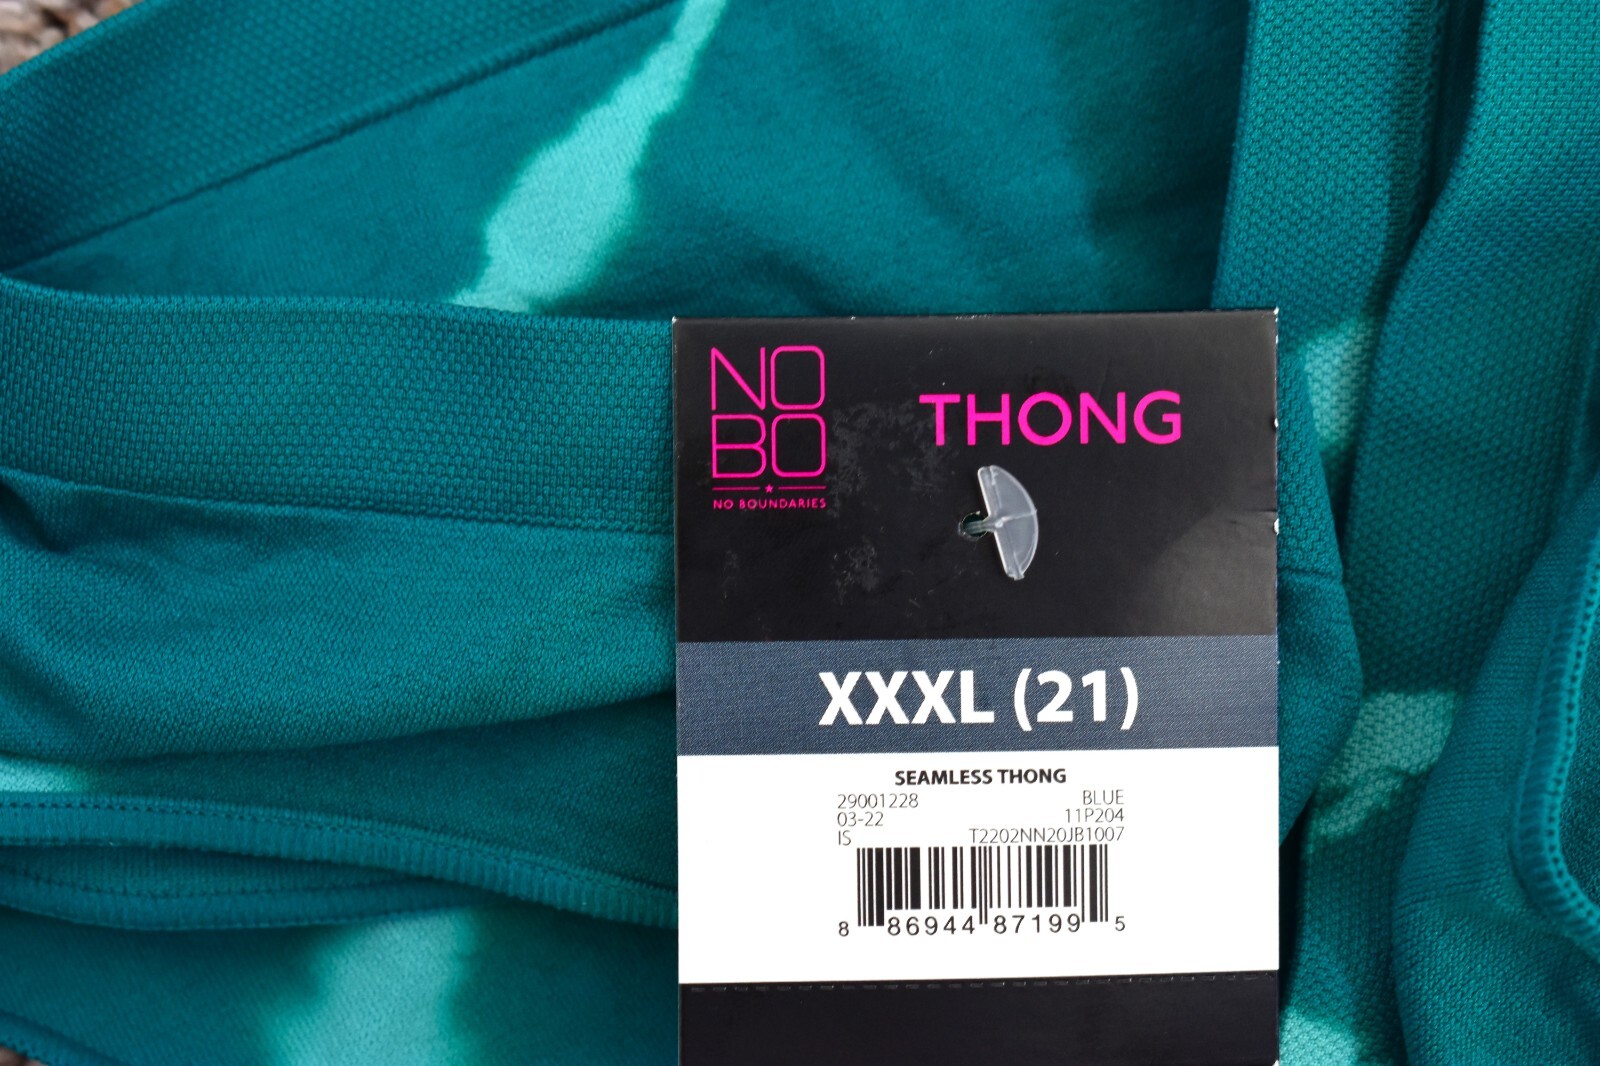 NO
BO
NO BOUNDARIES
THONG
XXXL (21)
SEAMLESS THONG
29001228 BLUE
03-22 11P204
IS T2202NN20JB1007
8 86944 87199 5